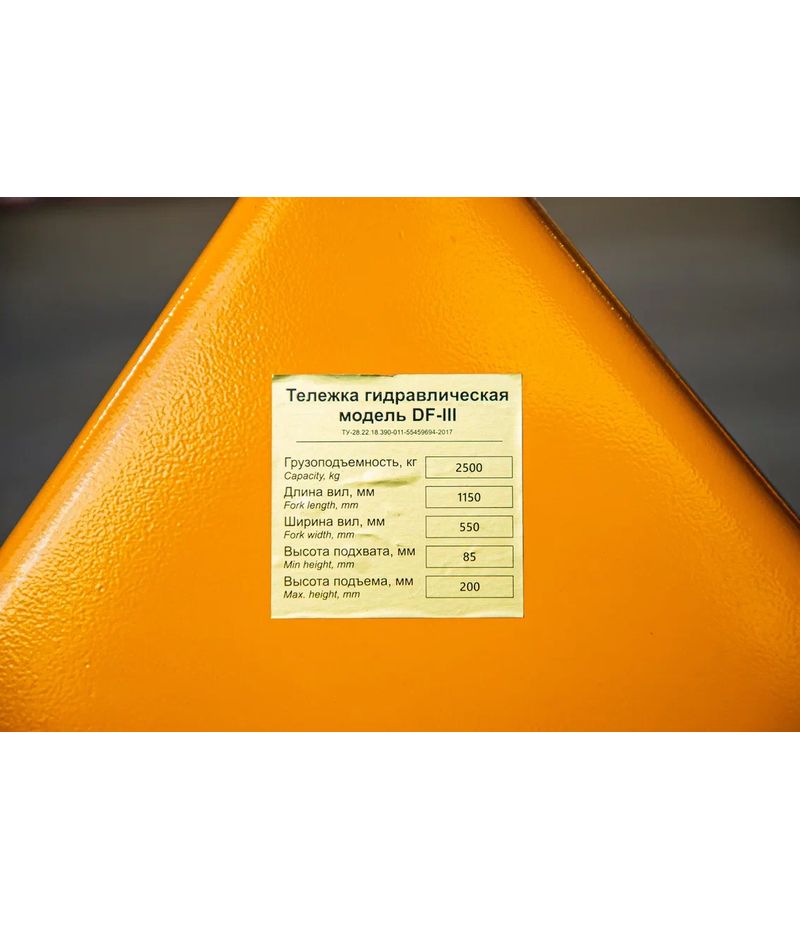 Тележка гидравлическая
модель DF-III
ТУ-28.22.18.390-011-55459694-2017
Грузоподъемность, кг 2500
Capacity, kg
Длина вил, мм 1150
Fork length, mm
Ширина вил, мм 550
Fork width, mm
Высота подхвата, мм 85
Min height, mm
Высота подъема, мм 200
Max. height, mm